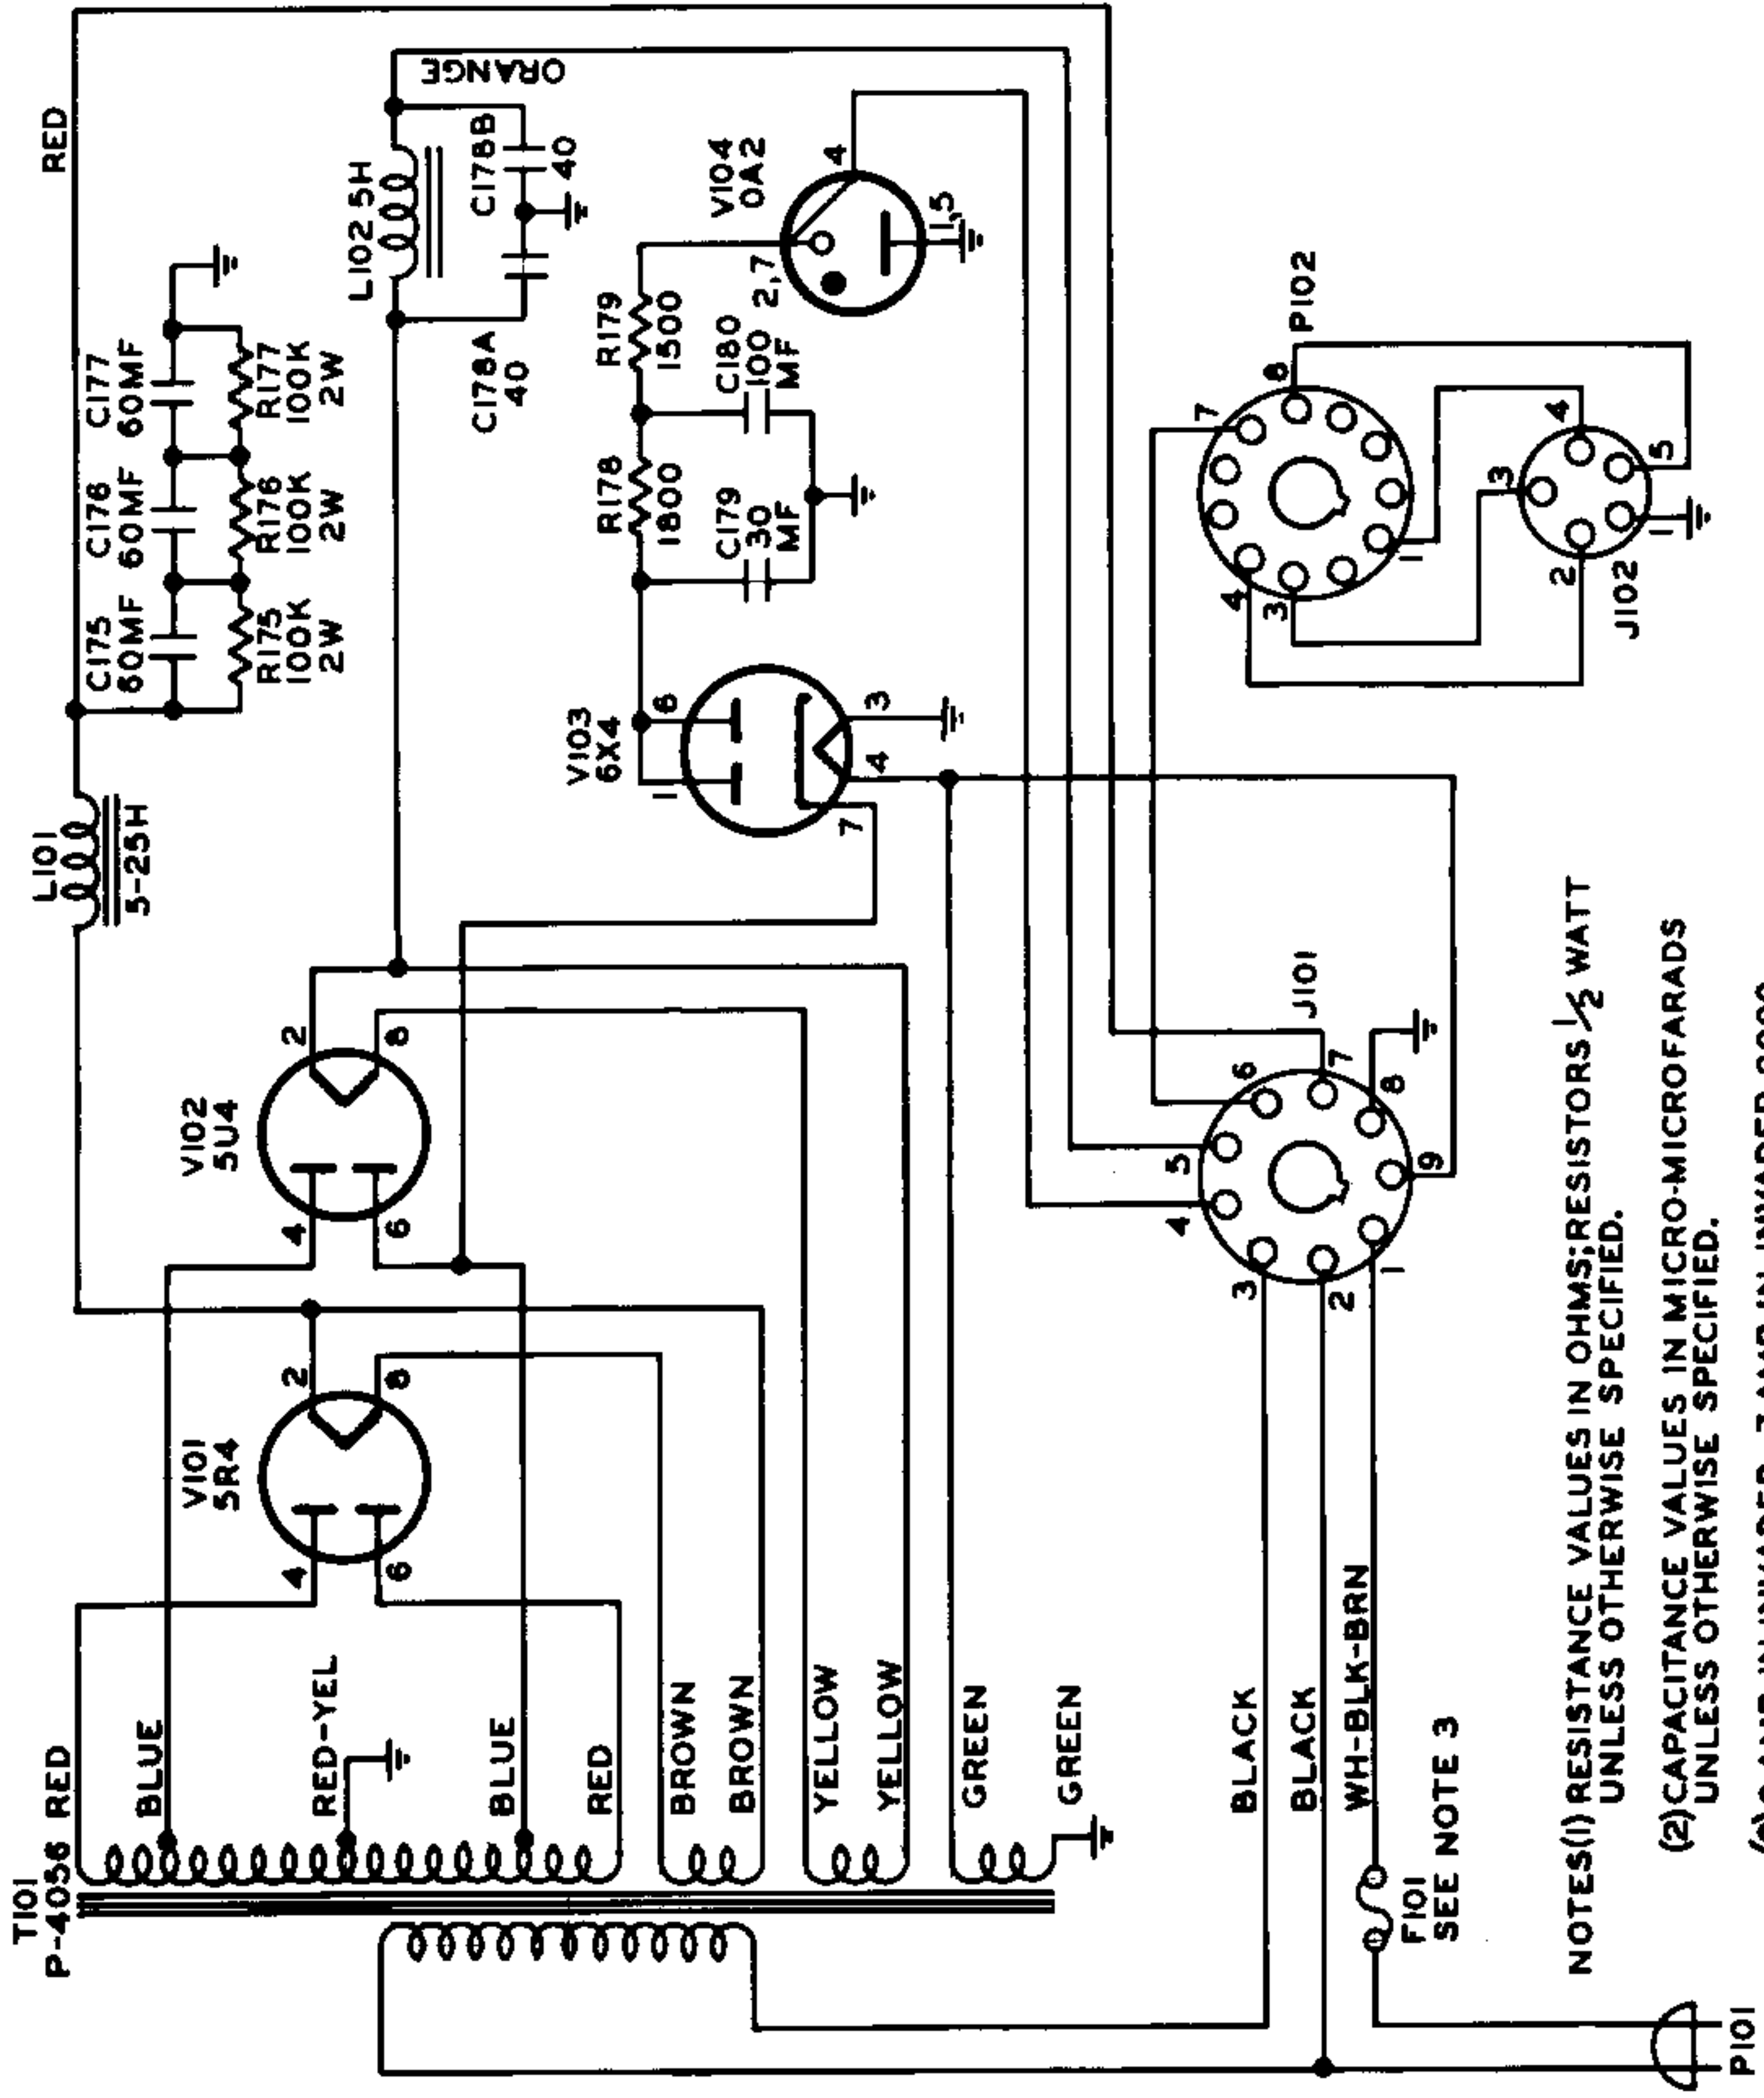 T101
P-4056
RED
BLUE
RED-YEL
BLUE
RED
BROWN
BROWN
YELLOW
YELLOW
GREEN
GREEN
V101
5R4
4
6
2
8
V102
5U4
4
6
2
8
L101
5-25H
RED
C175
60MF
C176
60MF
C177
60MF
R175
100K
2W
R176
100K
2W
R177
100K
2W
L102 5H
ORANGE
C178A
40
C178B
40
V103
6X4
1
6
7
4
3
R178
1800
R179
1500
C179
30
MF
C180
100
MF
V104
0A2
2,7
4
1,5
BLACK
BLACK
WH-BLK-BRN
F101
SEE NOTE 3
P101
J101
1
2
3
4
5
6
7
8
9
P102
4
3
1
7
8
J102
2
3
4
5
1
NOTES(1) RESISTANCE VALUES IN OHMS;RESISTORS 1/2 WATT
UNLESS OTHERWISE SPECIFIED.
(2)CAPACITANCE VALUES IN MICRO-MICROFARADS
UNLESS OTHERWISE SPECIFIED.